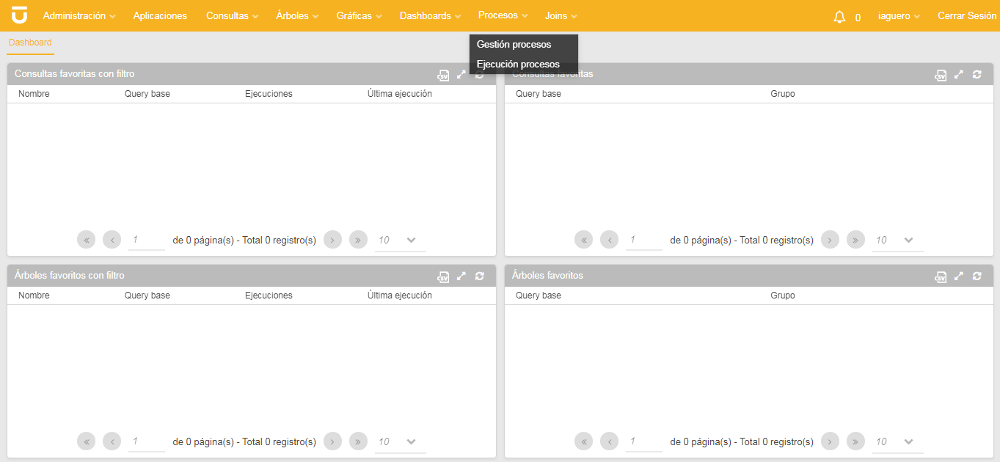 Administración Aplicaciones Consultas Árboles Gráficas Dashboards Procesos Joins 0 iaguero Cerrar Sesión
Dashboard
Gestión procesos
Ejecución procesos
Consultas favoritas con filtro CSV
Nombre Query base Ejecuciones Última ejecución
« ‹ 1 de 0 página(s) - Total 0 registro(s) › » 10
Consultas favoritas CSV
Query base Grupo
« ‹ 1 de 0 página(s) - Total 0 registro(s) › » 10
Árboles favoritos con filtro CSV
Nombre Query base Ejecuciones Última ejecución
« ‹ 1 de 0 página(s) - Total 0 registro(s) › » 10
Árboles favoritos CSV
Query base Grupo
« ‹ 1 de 0 página(s) - Total 0 registro(s) › » 10